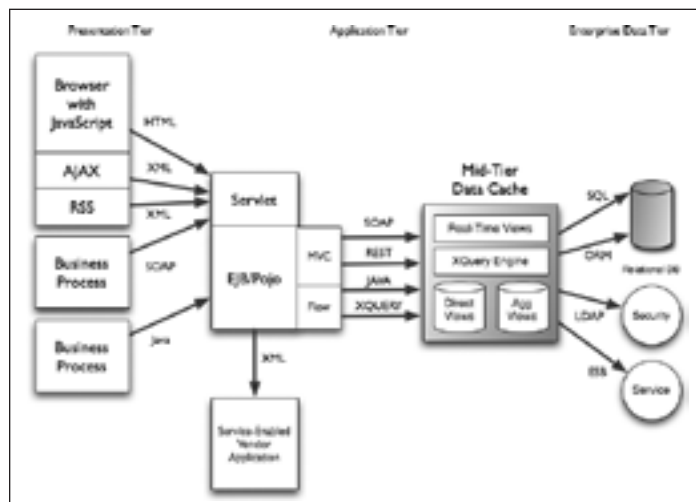 Presentation Tier
Application Tier
Enterprise Data Tier
Browser
with
JavaScript
AJAX
RSS
Business
Process
Business
Process
HTML
XML
XML
SOAP
Java
Servlet
EJB/Pojo
MVC
Flow
XML
Service-Enabled
Vendor
Application
SOAP
REST
JAVA
XQUERY
Mid-Tier
Data Cache
Real-Time Views
XQuery Engine
Direct
Views
App
Views
SQL
ORM
LDAP
ESB
Relational DB
Security
Service